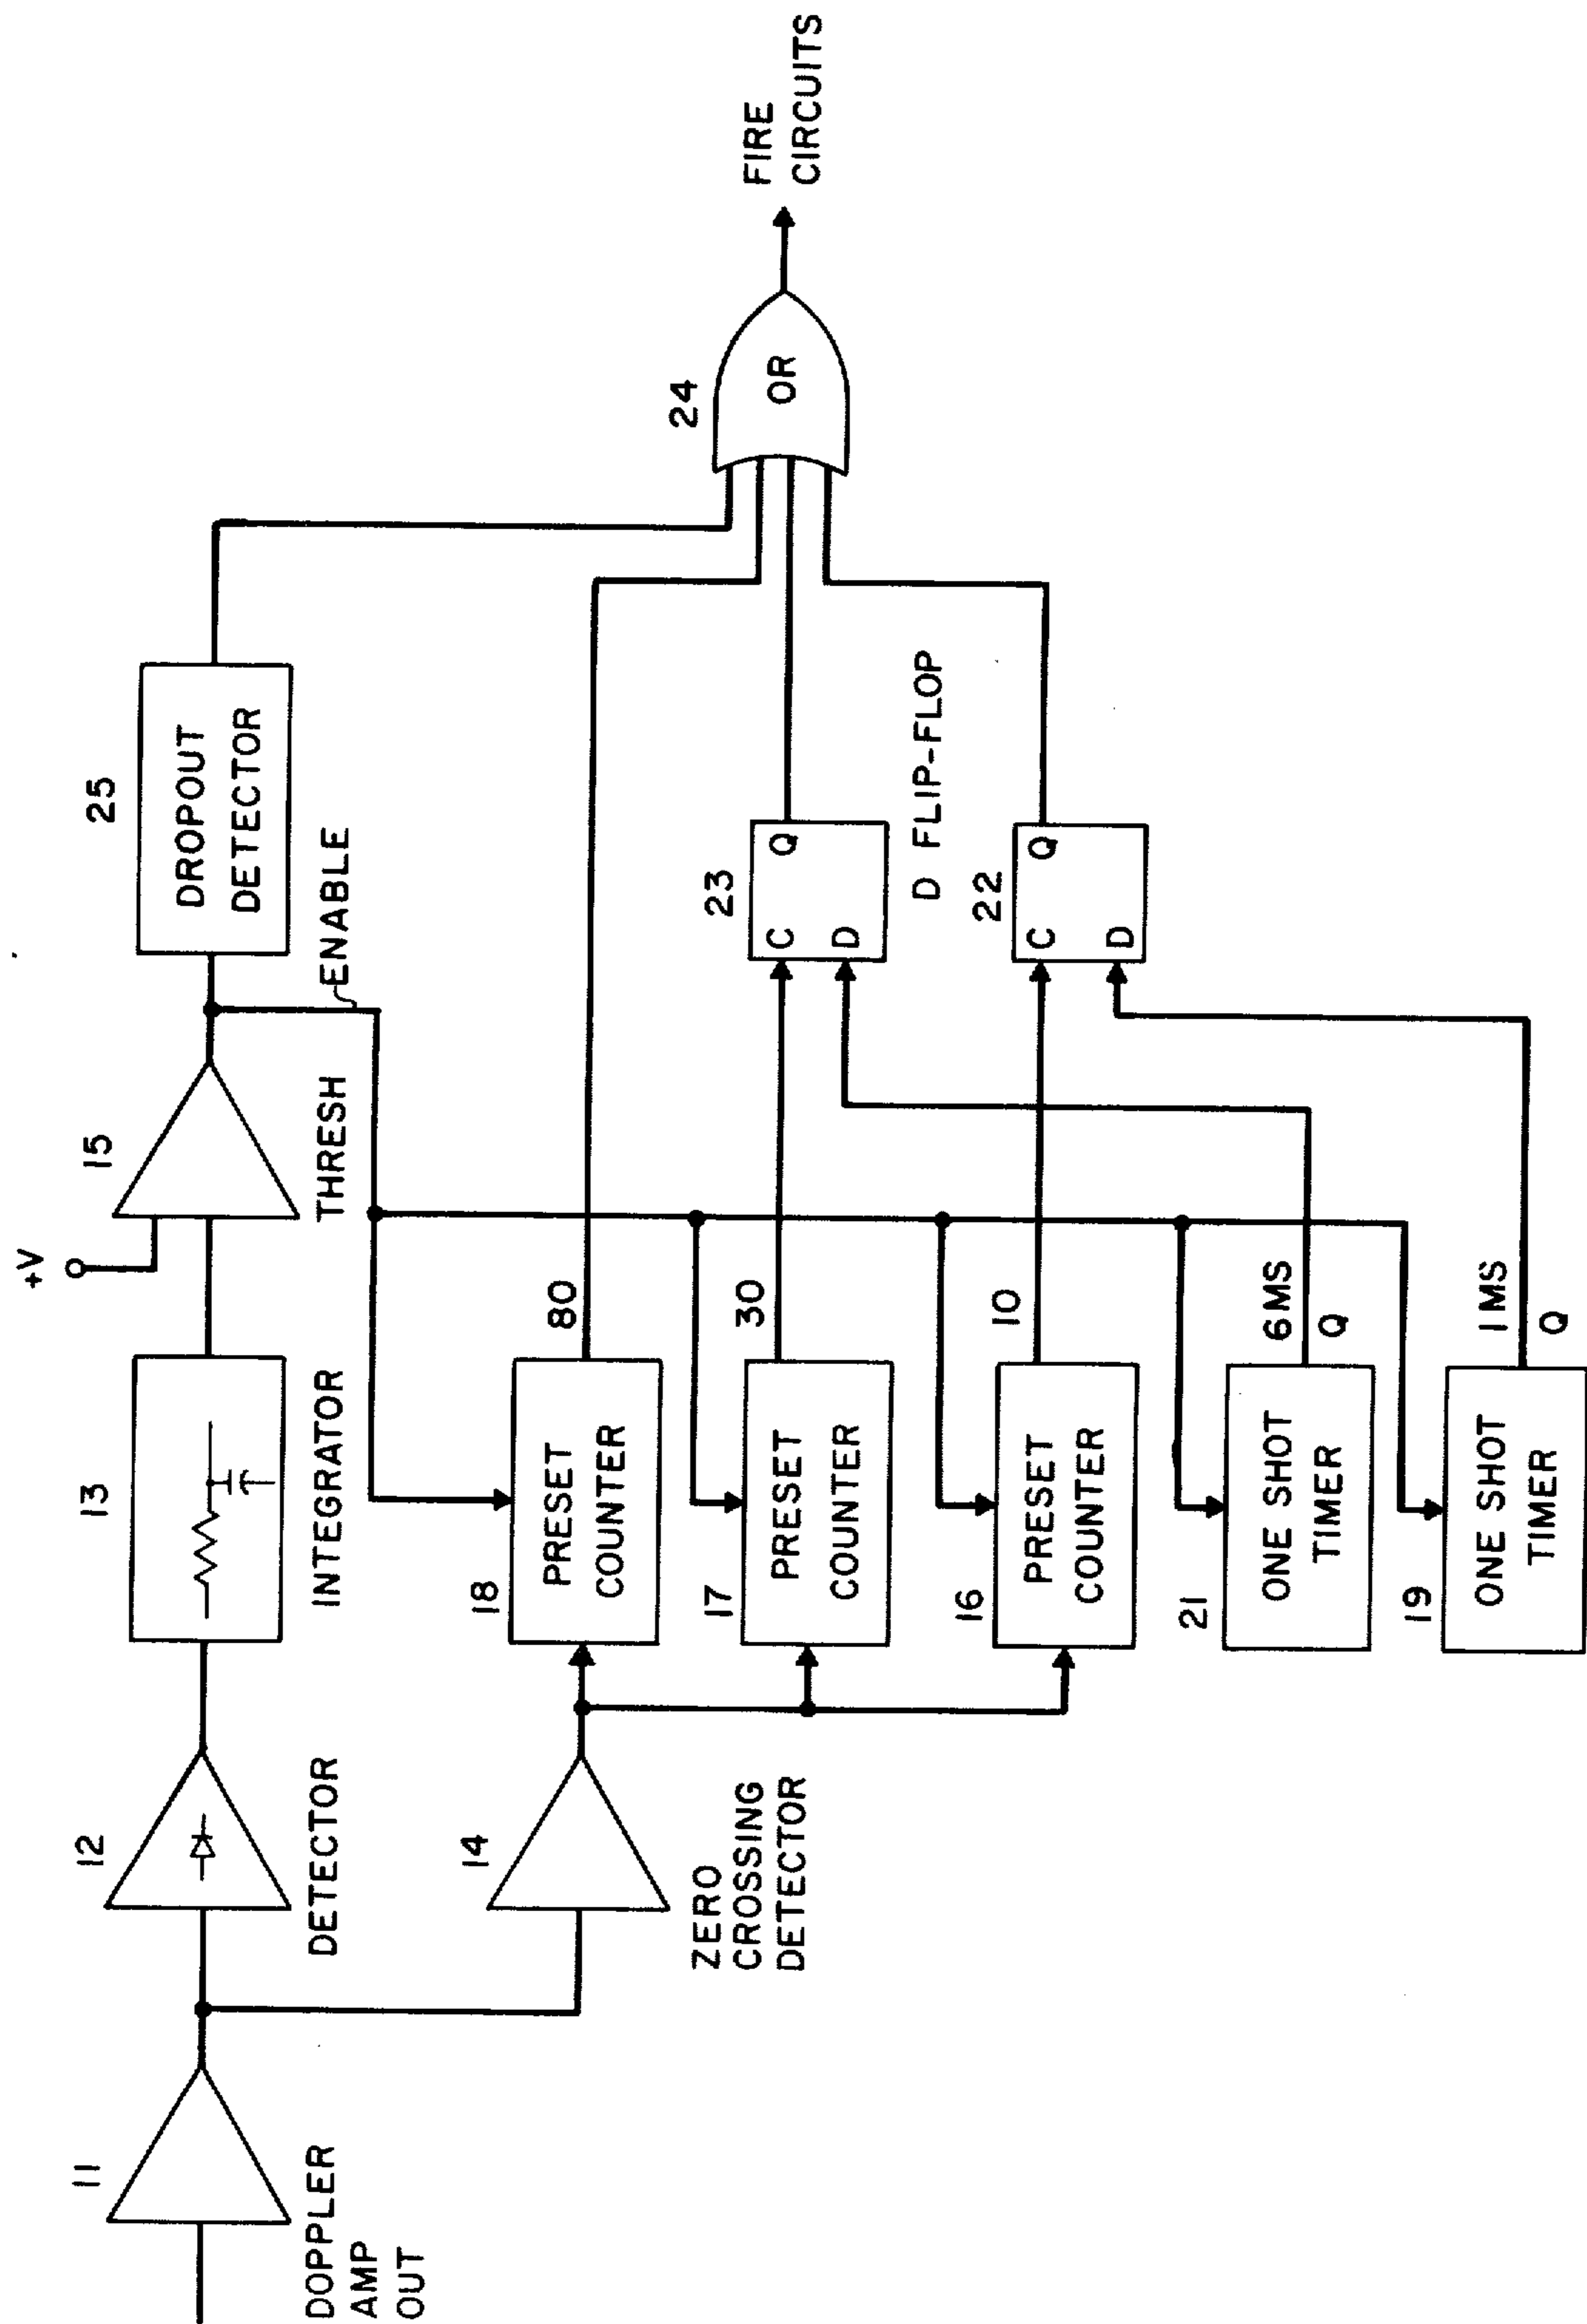 11
DOPPLER
AMP
OUT
12
DETECTOR
13
INTEGRATOR
+V
15
THRESH
ENABLE
25
DROPOUT
DETECTOR
14
ZERO
CROSSING
DETECTOR
18
PRESET
COUNTER
80
17
PRESET
COUNTER
30
16
PRESET
COUNTER
10
21
ONE SHOT
TIMER
6MS
Q
19
ONE SHOT
TIMER
1MS
Q
23
C
Q
D
D FLIP-FLOP
22
C
Q
D
24
OR
FIRE
CIRCUITS